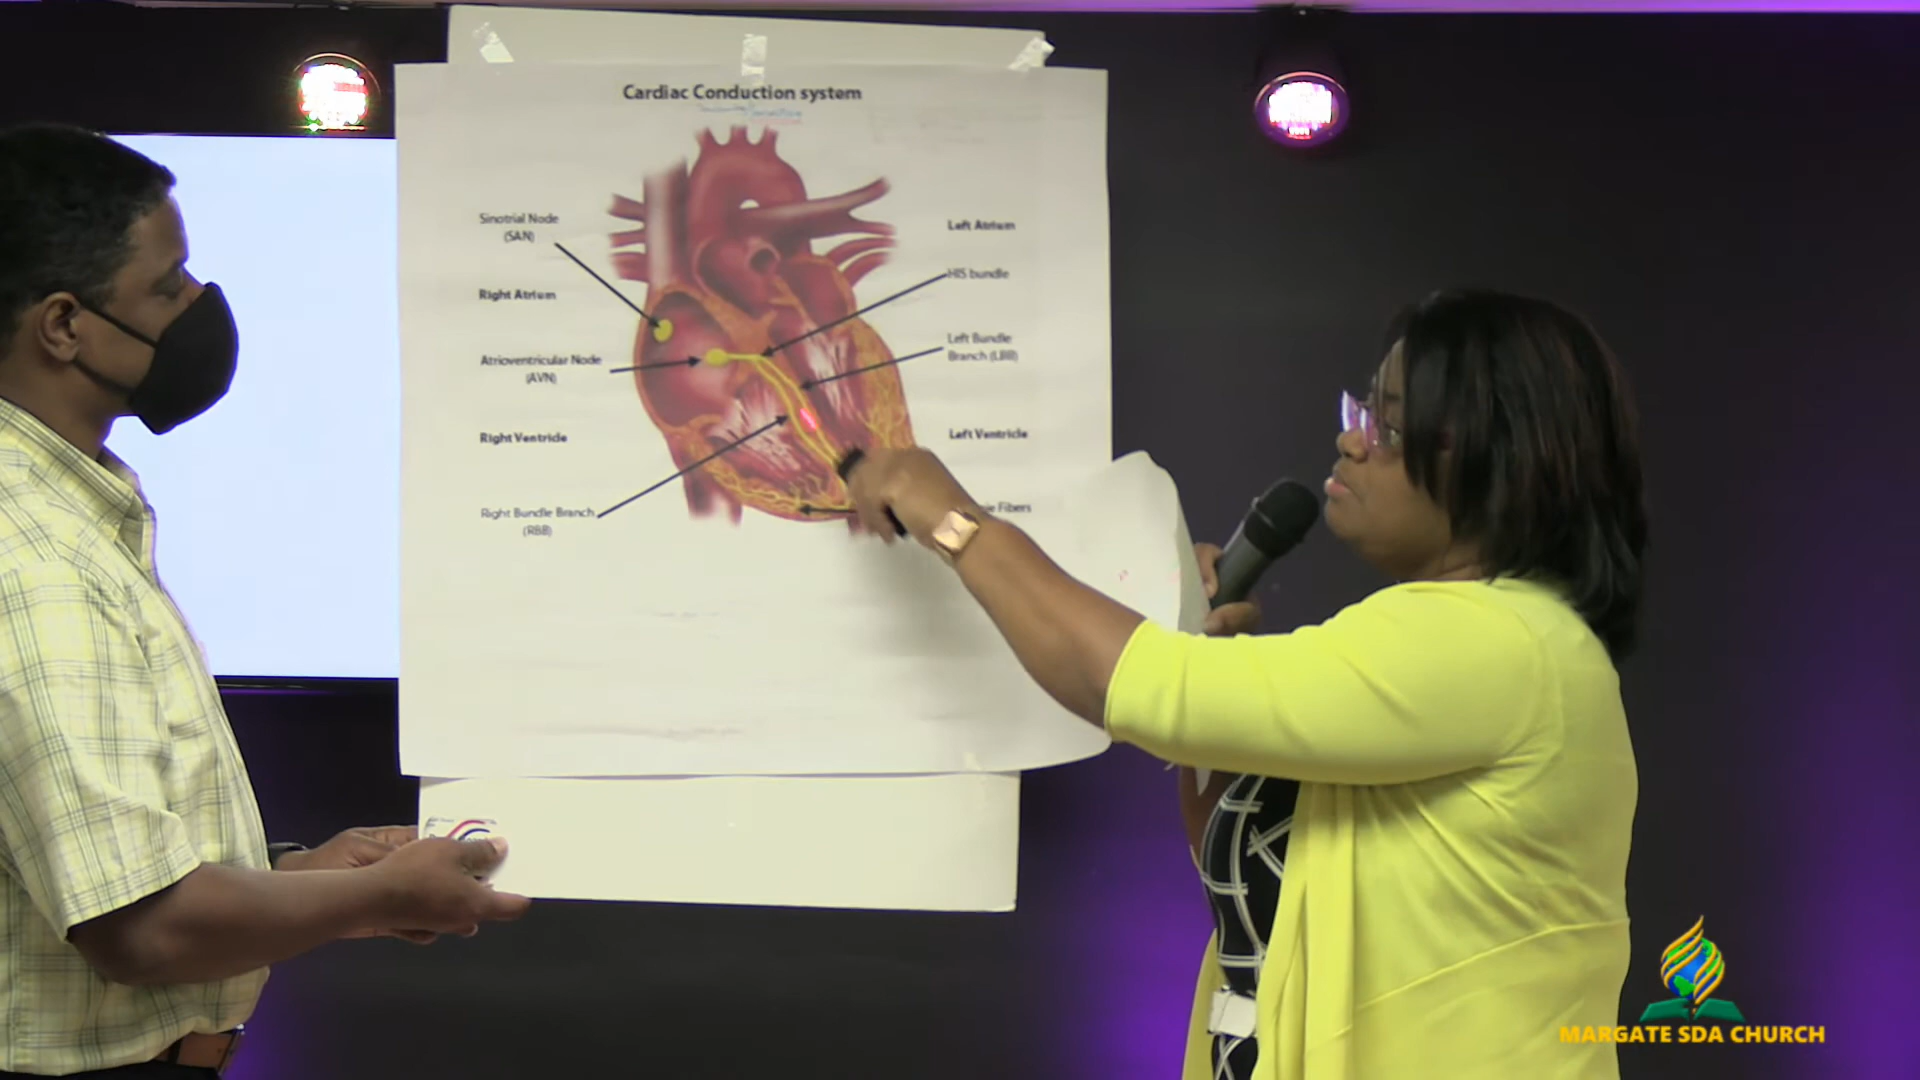 Cardiac Conduction system
Sinotrial Node
(SAN)
Left Atrium
HIS bundle
Right Atrium
Left Bundle
Branch (LBB)
Atrioventricular Node
(AVN)
Right Ventricle
Left Ventricle
Right Bundle Branch
(RBB)
Fibers
MARGATE SDA CHURCH